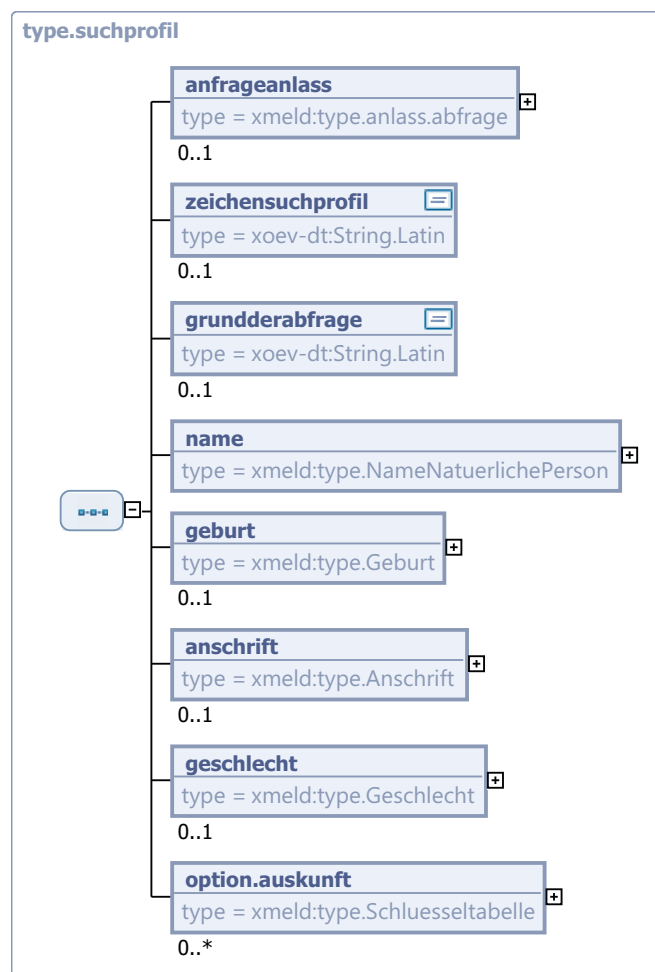 type.suchprofil
anfrageanlass
type = xmeld:type.anlass.abfrage
0..1
zeichensuchprofil
type = xoev-dt:String.Latin
0..1
grundderabfrage
type = xoev-dt:String.Latin
0..1
name
type = xmeld:type.NameNatuerlichePerson
geburt
type = xmeld:type.Geburt
0..1
anschrift
type = xmeld:type.Anschrift
0..1
geschlecht
type = xmeld:type.Geschlecht
0..1
option.auskunft
type = xmeld:type.Schluesseltabelle
0..*